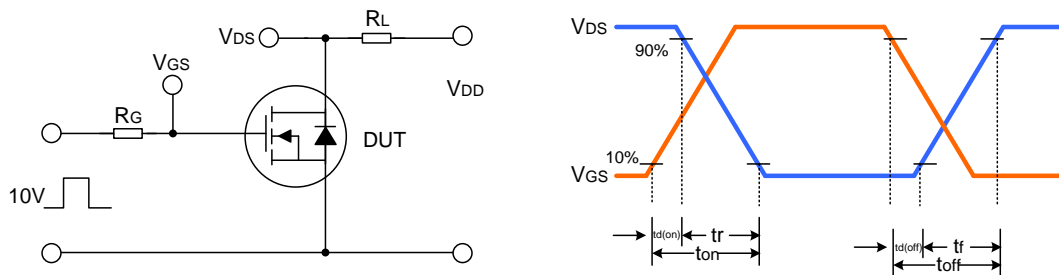 VDS
RL
VGS
VDD
RG
DUT
10V
VDS
90%
10%
VGS
td(on)
tr
ton
td(off)
tf
toff